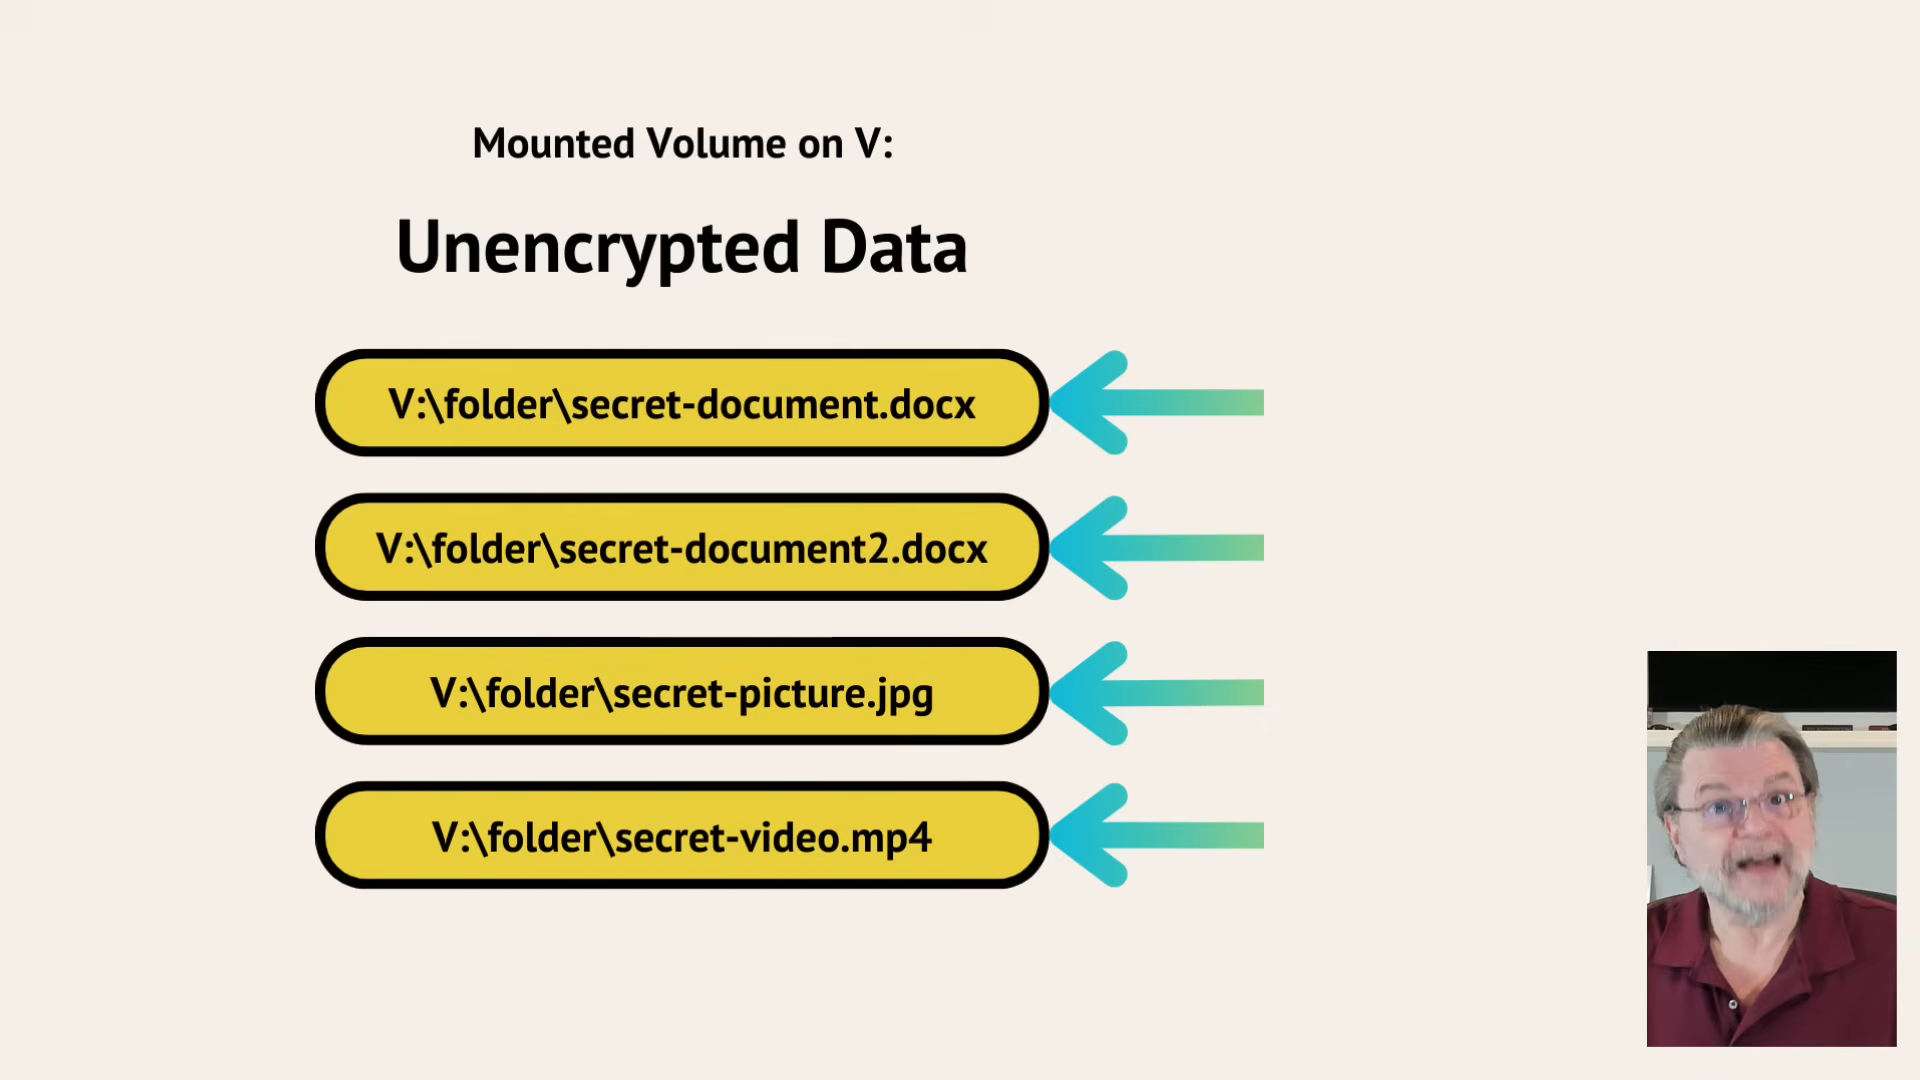 Mounted Volume on V:
Unencrypted Data
V:\folder\secret-document.docx
V:\folder\secret-document2.docx
V:\folder\secret-picture.jpg
V:\folder\secret-video.mp4